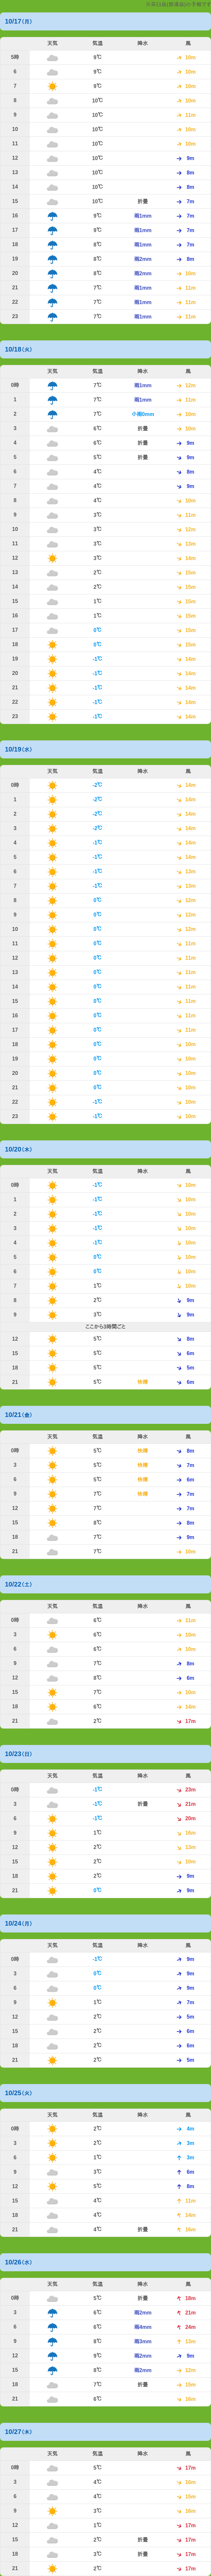 10/17(月)
天気 気温 降水 風
5時 9℃ 10m
6 9℃ 10m
7 9℃ 10m
8 10℃ 10m
9 10℃ 11m
10 10℃ 10m
11 10℃ 10m
12 10℃ 9m
13 10℃ 8m
14 10℃ 8m
15 10℃ 折畳 7m
16 9℃ 雨1mm 7m
17 9℃ 雨1mm 7m
18 8℃ 雨1mm 7m
19 8℃ 雨2mm 8m
20 8℃ 雨2mm 10m
21 7℃ 雨1mm 11m
22 7℃ 雨1mm 11m
23 7℃ 雨1mm 11m
10/18(火)
天気 気温 降水 風
0時 7℃ 雨1mm 12m
1 7℃ 雨1mm 11m
2 7℃ 小雨0mm 10m
3 6℃ 折畳 10m
4 6℃ 折畳 9m
5 5℃ 折畳 9m
6 4℃ 8m
7 4℃ 9m
8 4℃ 10m
9 3℃ 11m
10 3℃ 12m
11 3℃ 13m
12 3℃ 14m
13 2℃ 15m
14 2℃ 15m
15 1℃ 15m
16 1℃ 15m
17 0℃ 15m
18 0℃ 15m
19 -1℃ 14m
20 -1℃ 14m
21 -1℃ 14m
22 -1℃ 14m
23 -1℃ 14m
10/19(水)
天気 気温 降水 風
0時 -2℃ 14m
1 -2℃ 14m
2 -2℃ 14m
3 -2℃ 14m
4 -1℃ 14m
5 -1℃ 14m
6 -1℃ 13m
7 -1℃ 13m
8 0℃ 12m
9 0℃ 12m
10 0℃ 12m
11 0℃ 11m
12 0℃ 11m
13 0℃ 11m
14 0℃ 11m
15 0℃ 11m
16 0℃ 11m
17 0℃ 11m
18 0℃ 10m
19 0℃ 10m
20 0℃ 10m
21 0℃ 10m
22 -1℃ 10m
23 -1℃ 10m
10/20(木)
天気 気温 降水 風
0時 -1℃ 10m
1 -1℃ 10m
2 -1℃ 10m
3 -1℃ 10m
4 -1℃ 10m
5 0℃ 10m
6 0℃ 10m
7 1℃ 10m
8 2℃ 9m
9 3℃ 9m
ここから3時間ごと
12 5℃ 8m
15 5℃ 6m
18 5℃ 5m
21 5℃ 6m
10/21(金)
天気 気温 降水 風
0時 5℃ 8m
3 5℃ 7m
6 5℃ 6m
9 7℃ 7m
12 7℃ 7m
15 8℃ 8m
18 7℃ 9m
21 7℃ 10m
10/22(土)
天気 気温 降水 風
0時 6℃ 11m
3 6℃ 10m
6 6℃ 10m
9 7℃ 8m
12 8℃ 6m
15 7℃ 10m
18 6℃ 14m
21 2℃ 17m
10/23(日)
天気 気温 降水 風
0時 -1℃ 23m
3 -1℃ 折畳 21m
6 -1℃ 20m
9 1℃ 16m
12 2℃ 13m
15 2℃ 10m
18 2℃ 9m
21 0℃ 9m
10/24(月)
天気 気温 降水 風
0時 -1℃ 9m
3 0℃ 9m
6 0℃ 9m
9 1℃ 7m
12 2℃ 5m
15 2℃ 6m
18 2℃ 6m
21 2℃ 5m
10/25(火)
天気 気温 降水 風
0時 2℃ 4m
3 2℃ 3m
6 1℃ 3m
9 3℃ 6m
12 5℃ 8m
15 4℃ 11m
18 4℃ 14m
21 4℃ 折畳 16m
10/26(水)
天気 気温 降水 風
0時 5℃ 折畳 18m
3 6℃ 雨2mm 21m
6 6℃ 雨4mm 24m
9 8℃ 雨3mm 13m
12 9℃ 雨2mm 9m
15 8℃ 雨2mm 12m
18 7℃ 折畳 15m
21 6℃ 16m
10/27(木)
天気 気温 降水 風
0時 5℃ 17m
3 4℃ 16m
6 4℃ 15m
9 3℃ 16m
12 1℃ 17m
15 2℃ 折畳 17m
18 3℃ 折畳 17m
21 2℃ 17m